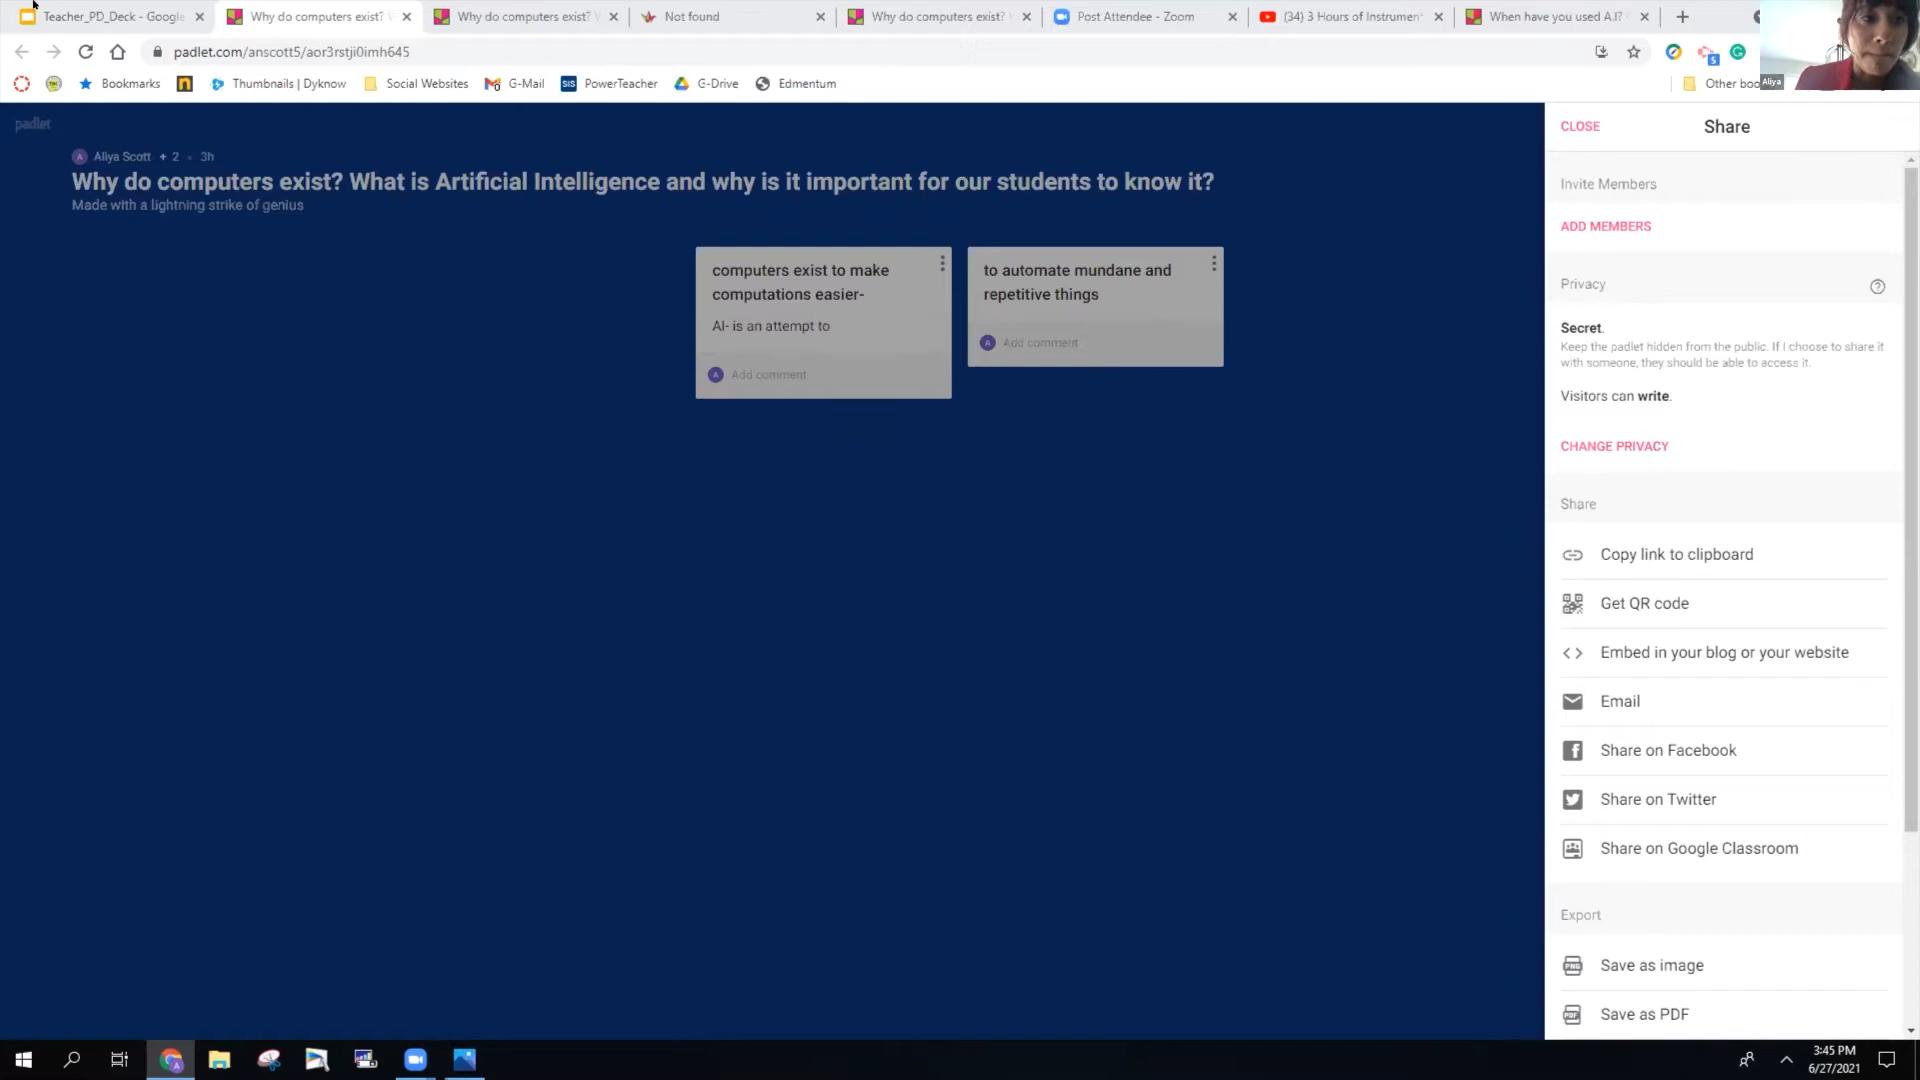 Teacher_PD_Deck - Google
Why do computers exist?
Why do computers exist?
Not found
Why do computers exist?
Post Attendee - Zoom
(34) 3 Hours of Instrument
When have you used A.I?
padlet.com/anscott5/aor3rstji0imh645
5
Bookmarks
Thumbnails | Dyknow
Social Websites
G-Mail
SIS PowerTeacher
G-Drive
Edmentum
Other boo
Aliya
padlet
A Aliya Scott + 2 • 3h
Why do computers exist? What is Artificial Intelligence and why is it important for our students to know it?
Made with a lightning strike of genius
computers exist to make
computations easier-
AI- is an attempt to
A Add comment
to automate mundane and
repetitive things
A Add comment
CLOSE
Share
Invite Members
ADD MEMBERS
Privacy
Secret.
Keep the padlet hidden from the public. If I choose to share it
with someone, they should be able to access it.
Visitors can write.
CHANGE PRIVACY
Share
Copy link to clipboard
Get QR code
Embed in your blog or your website
Email
Share on Facebook
Share on Twitter
Share on Google Classroom
Export
PNG Save as image
PDF Save as PDF
3:45 PM
6/27/2021